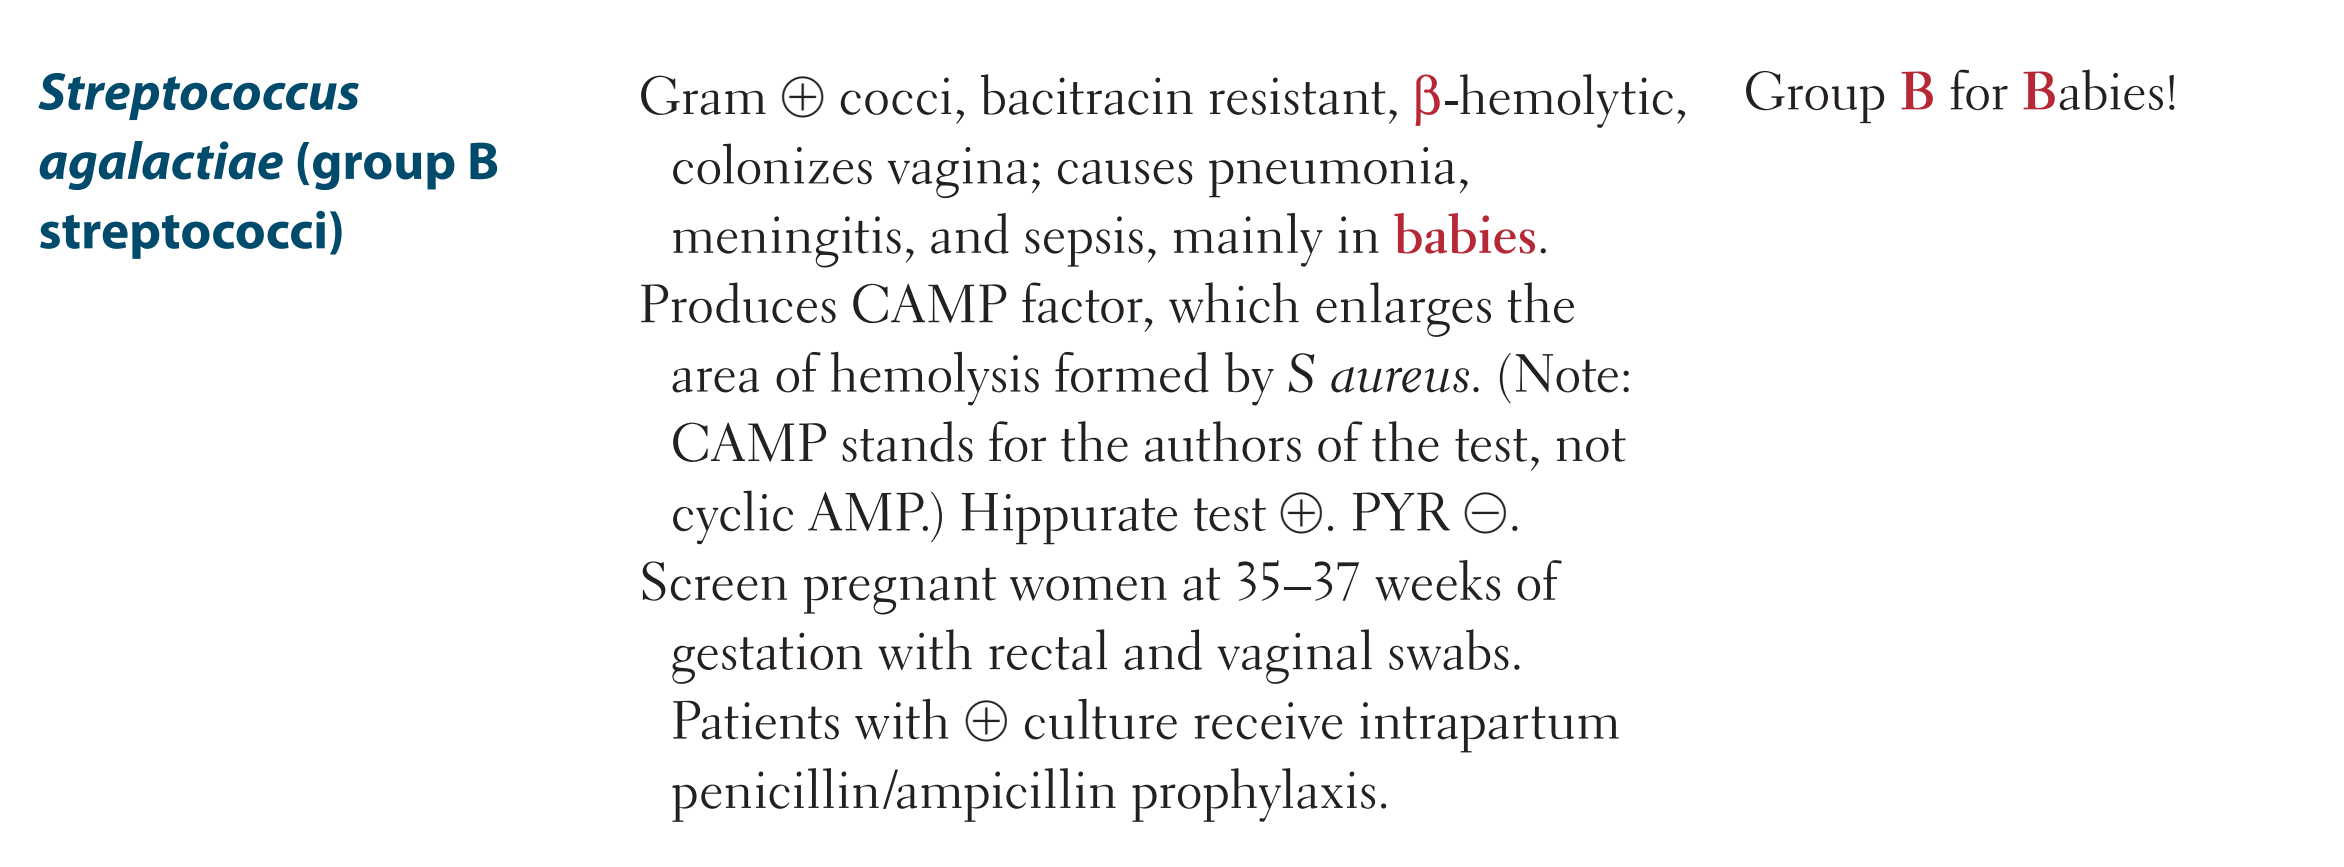 Streptococcus
agalactiae (group B
streptococci)
Gram ⊕ cocci, bacitracin resistant, β-hemolytic,
colonizes vagina; causes pneumonia,
meningitis, and sepsis, mainly in babies.
Produces CAMP factor, which enlarges the
area of hemolysis formed by S aureus. (Note:
CAMP stands for the authors of the test, not
cyclic AMP.) Hippurate test ⊕. PYR ⊖.
Screen pregnant women at 35–37 weeks of
gestation with rectal and vaginal swabs.
Patients with ⊕ culture receive intrapartum
penicillin/ampicillin prophylaxis.
Group B for Babies!